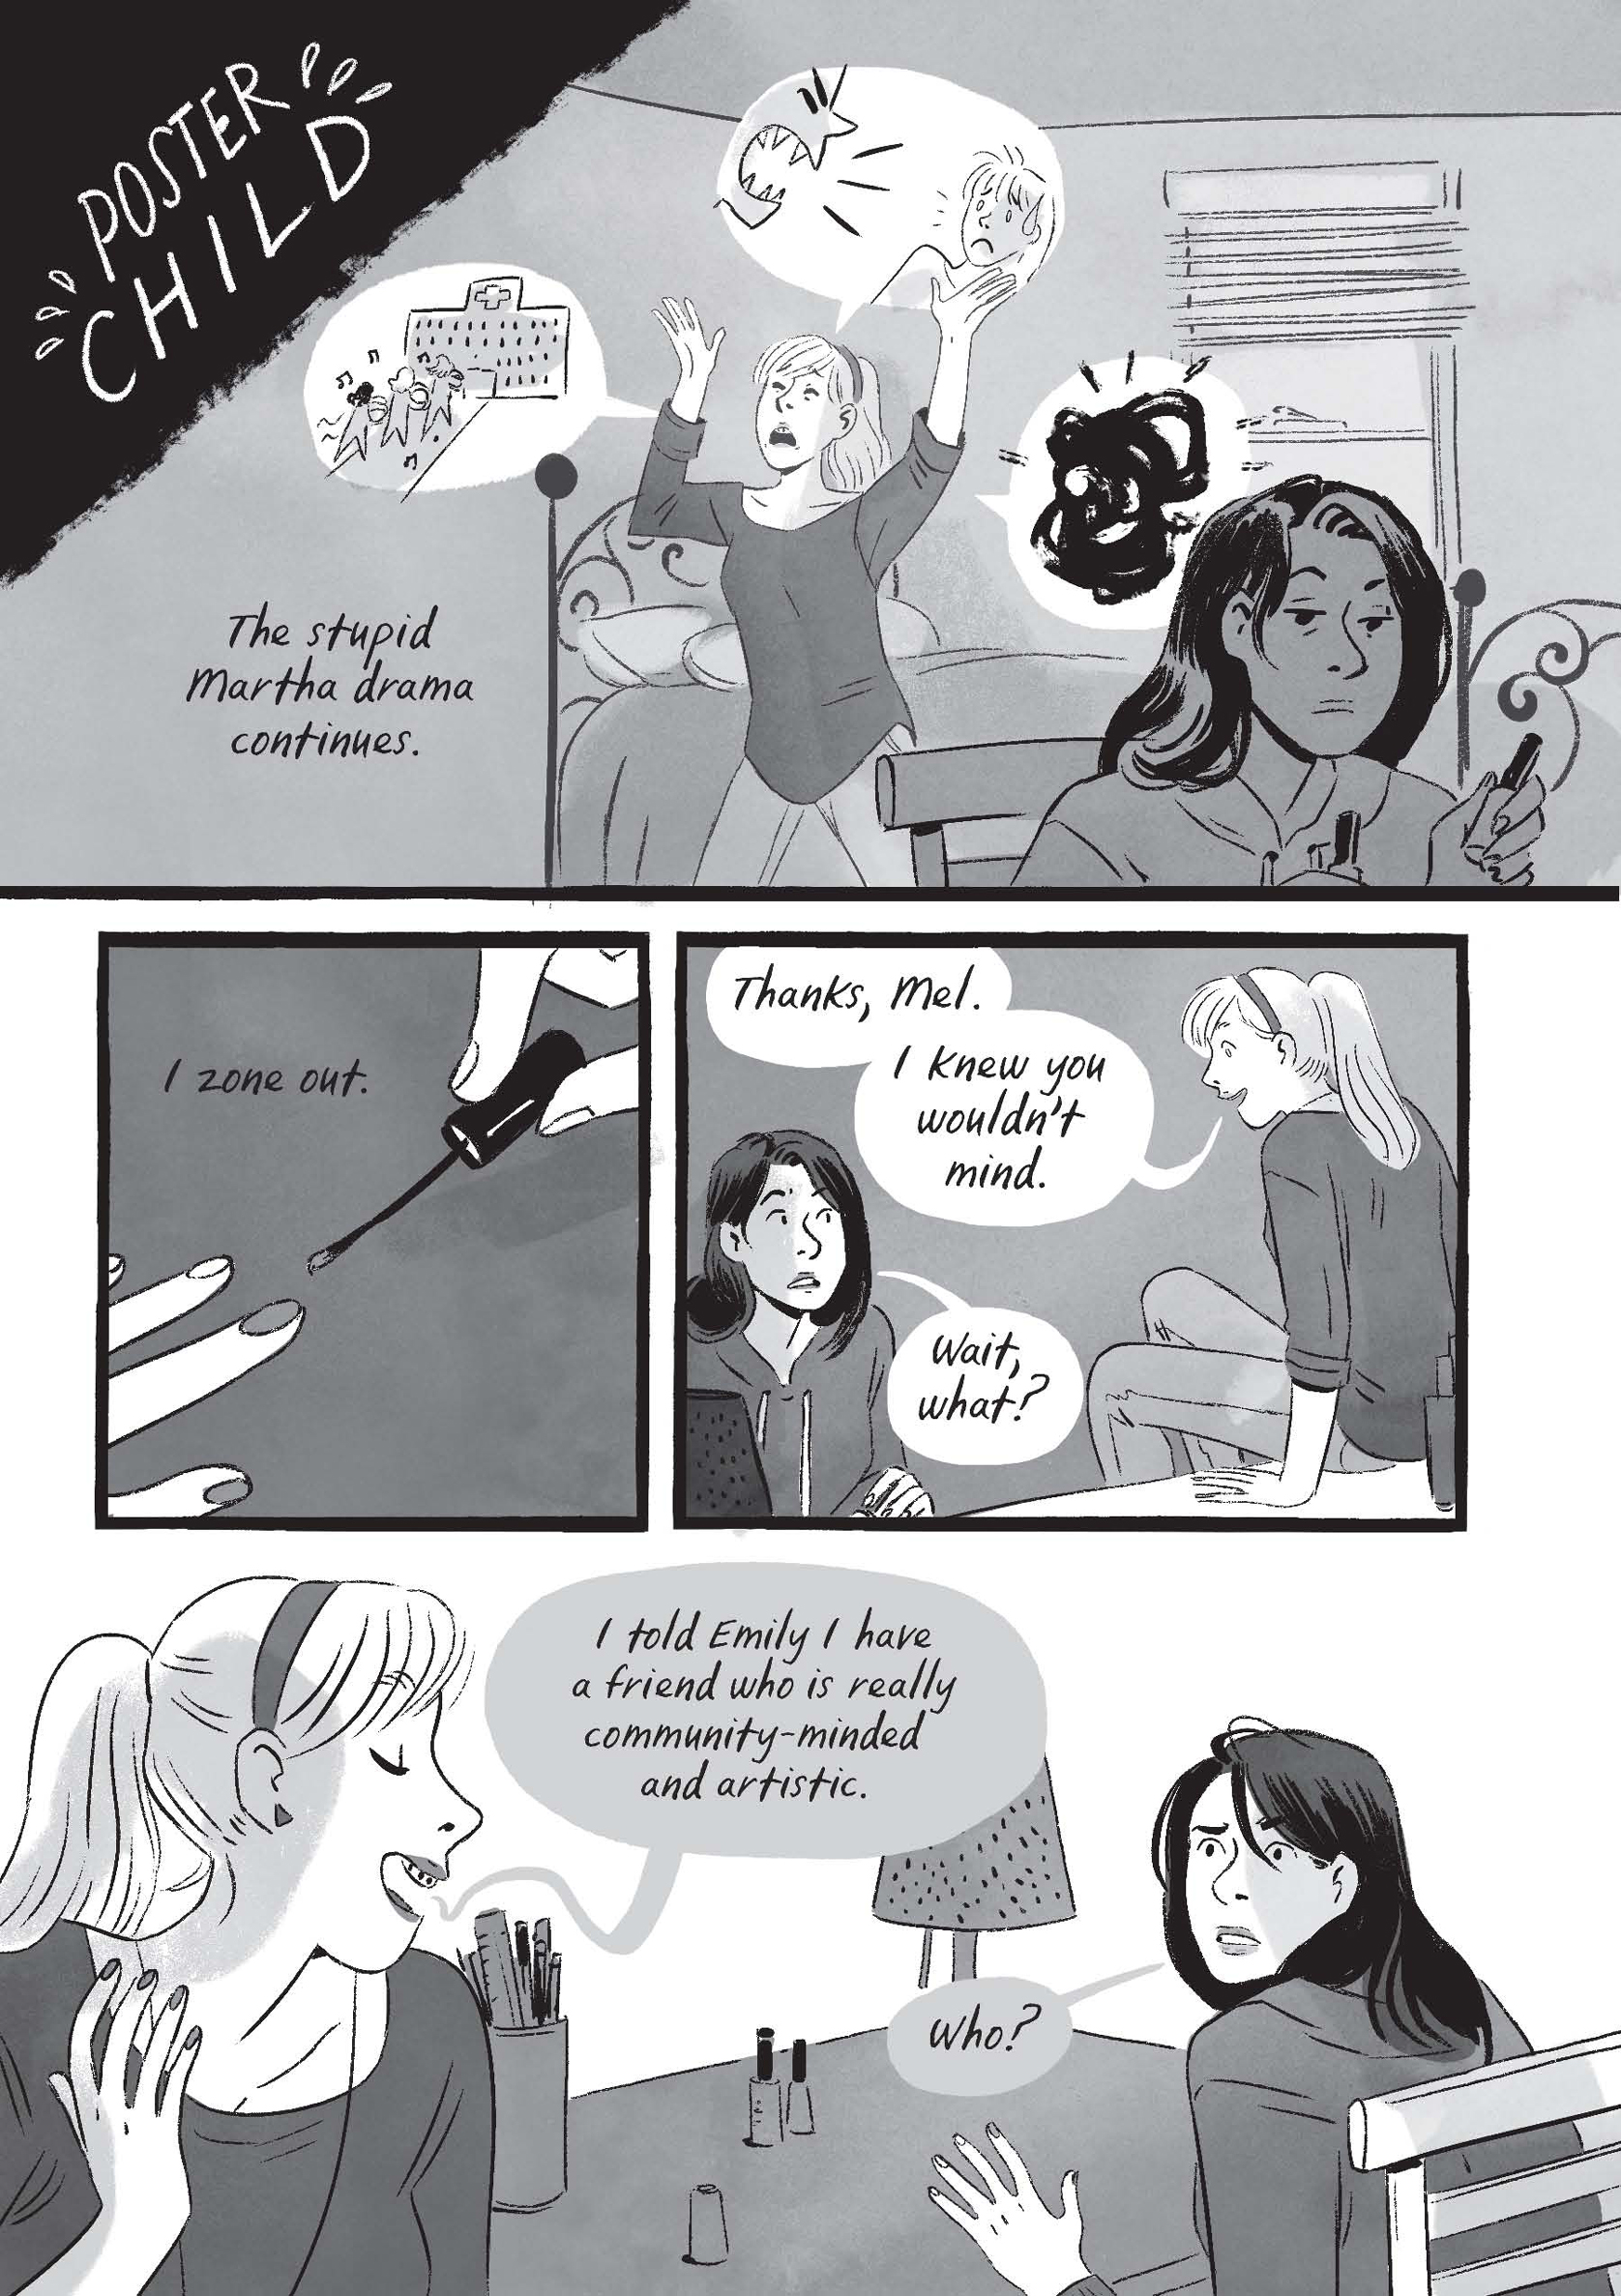 POSTER
CHILD
The stupid
Martha drama
continues.
I zone out.
Thanks, Mel.
I knew you
wouldn't
mind.
Wait,
what?
I told Emily I have
a friend who is really
community-minded
and artistic.
Who?